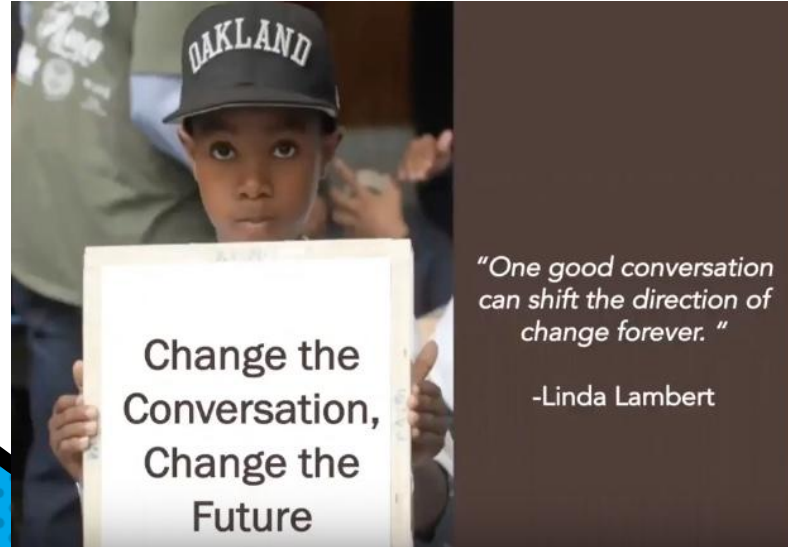 OAKLAND
Change the
Conversation,
Change the
Future
"One good conversation
can shift the direction of
change forever. "
-Linda Lambert